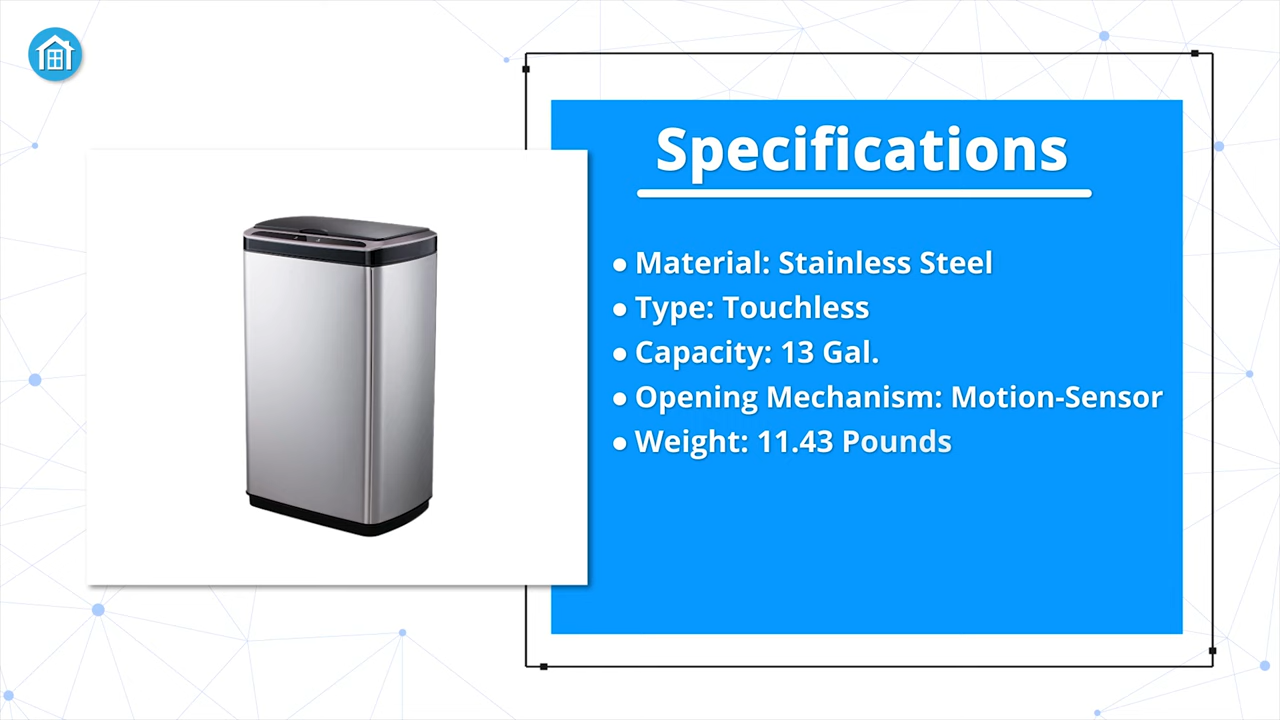 Specifications
● Material: Stainless Steel
● Type: Touchless
● Capacity: 13 Gal.
● Opening Mechanism: Motion-Sensor
● Weight: 11.43 Pounds